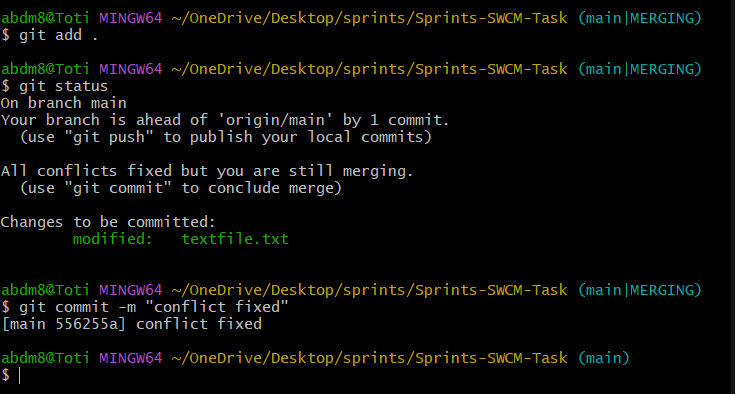 abdm8@Toti MINGW64 ~/OneDrive/Desktop/sprints/Sprints-SWCM-Task (main|MERGING)
$ git add .
abdm8@Toti MINGW64 ~/OneDrive/Desktop/sprints/Sprints-SWCM-Task (main|MERGING)
$ git status
On branch main
Your branch is ahead of 'origin/main' by 1 commit.
  (use "git push" to publish your local commits)
All conflicts fixed but you are still merging.
  (use "git commit" to conclude merge)
Changes to be committed:
        modified:   textfile.txt
abdm8@Toti MINGW64 ~/OneDrive/Desktop/sprints/Sprints-SWCM-Task (main|MERGING)
$ git commit -m "conflict fixed"
[main 556255a] conflict fixed
abdm8@Toti MINGW64 ~/OneDrive/Desktop/sprints/Sprints-SWCM-Task (main)
$